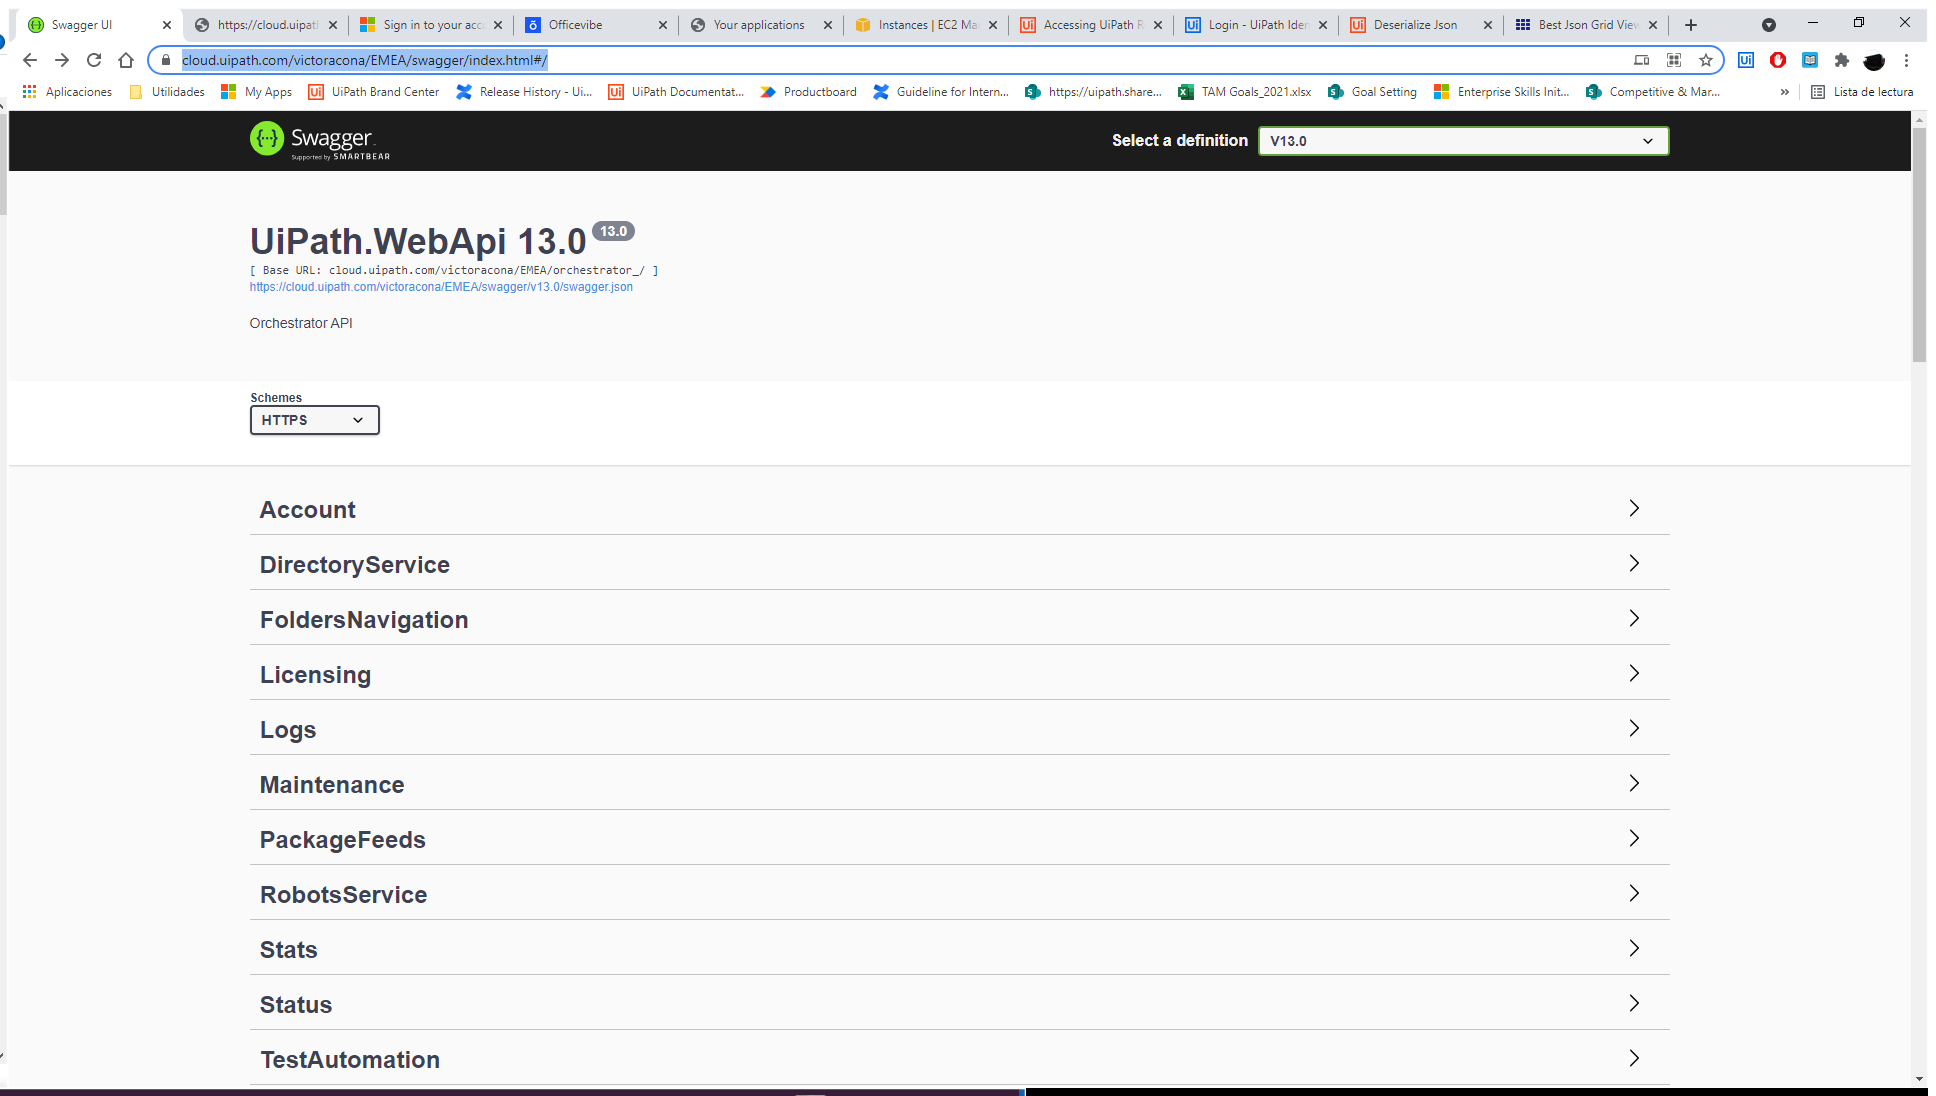 Swagger UI
https://cloud.uipat
Sign in to your acc
Officevibe
Your applications
Instances | EC2 Ma
Accessing UiPath R
Login - UiPath Iden
Deserialize Json
Best Json Grid View
cloud.uipath.com/victoracona/EMEA/swagger/index.html#/
Aplicaciones
Utilidades
My Apps
UiPath Brand Center
Release History - Ui...
UiPath Documentat...
Productboard
Guideline for Intern...
https://uipath.share...
TAM Goals_2021.xlsx
Goal Setting
Enterprise Skills Init...
Competitive & Mar...
»
Lista de lectura
{···} Swagger
Supported by SMARTBEAR
Select a definition
V13.0
UiPath.WebApi 13.0 13.0
[ Base URL: cloud.uipath.com/victoracona/EMEA/orchestrator_/ ]
https://cloud.uipath.com/victoracona/EMEA/swagger/v13.0/swagger.json
Orchestrator API
Schemes
HTTPS
Account
DirectoryService
FoldersNavigation
Licensing
Logs
Maintenance
PackageFeeds
RobotsService
Stats
Status
TestAutomation